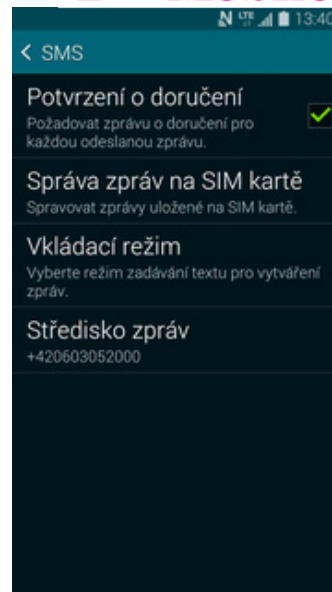 LTE 13:40
< SMS
Potvrzení o doručení
Požadovat zprávu o doručení pro
každou odeslanou zprávu.
Správa zpráv na SIM kartě
Spravovat zprávy uložené na SIM kartě.
Vkládací režim
Vyberte režim zadávání textu pro vytváření
zpráv.
Středisko zpráv
+420603052000